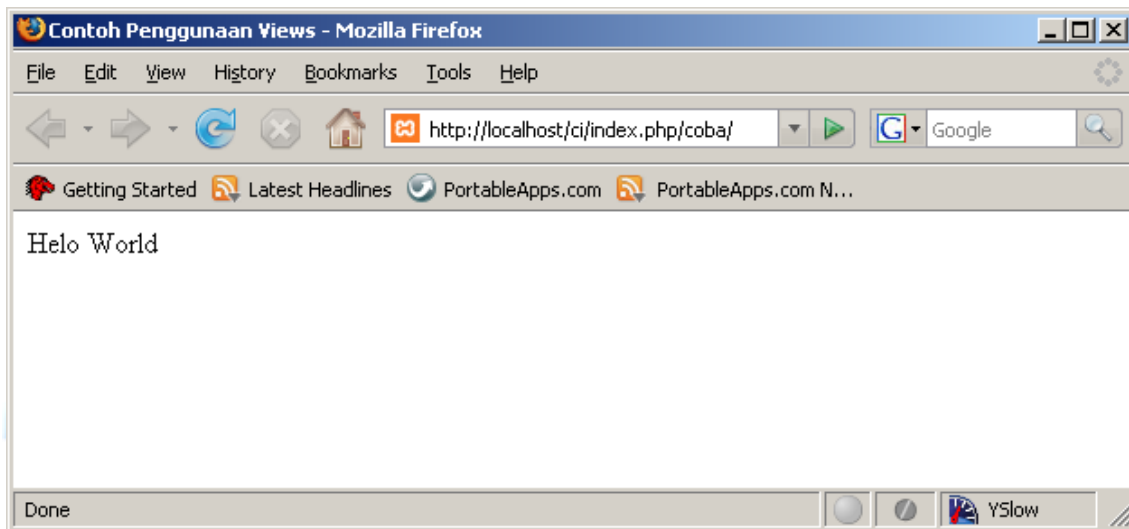 Contoh Penggunaan Views - Mozilla Firefox
File Edit View History Bookmarks Tools Help
http://localhost/ci/index.php/coba/ G Google
Getting Started Latest Headlines PortableApps.com PortableApps.com N...
Helo World
Done YSlow